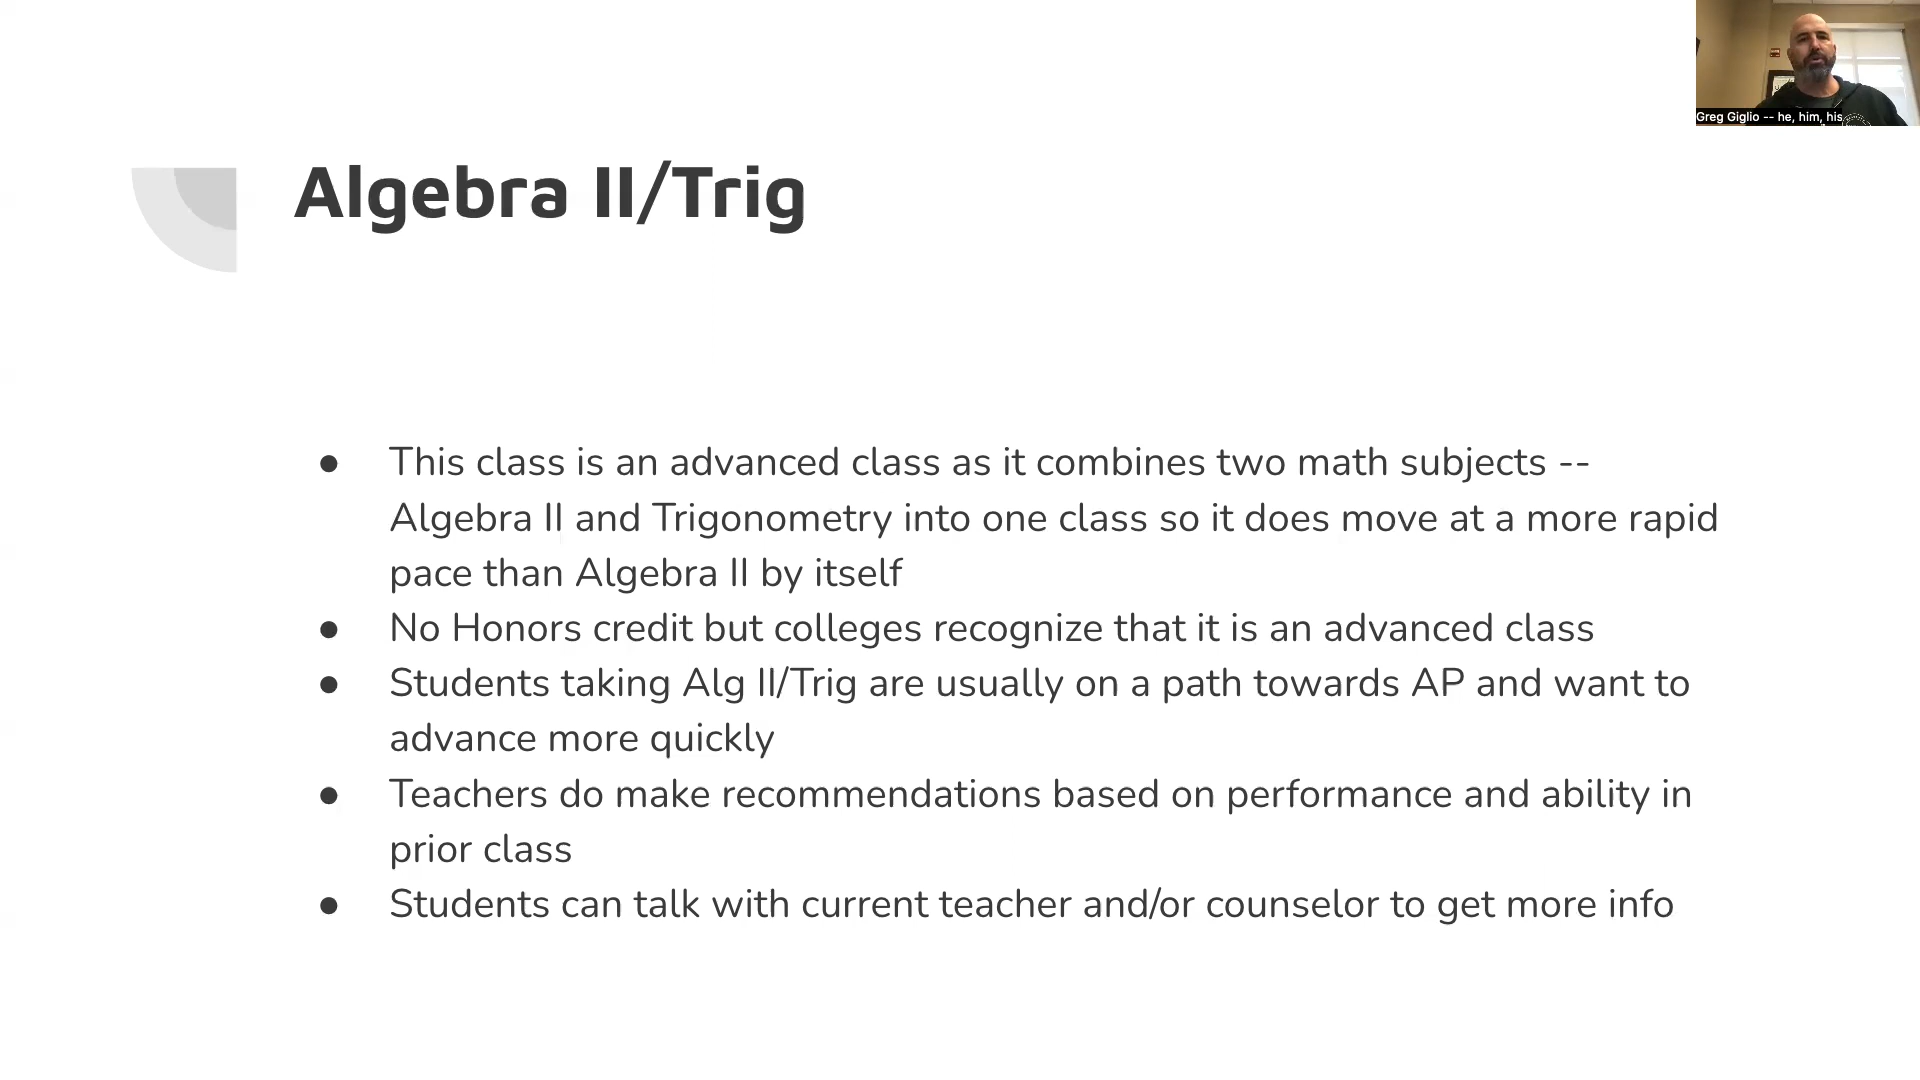 Greg Giglio -- he, him, his
Algebra II/Trig
● This class is an advanced class as it combines two math subjects --
Algebra II and Trigonometry into one class so it does move at a more rapid
pace than Algebra II by itself
● No Honors credit but colleges recognize that it is an advanced class
● Students taking Alg II/Trig are usually on a path towards AP and want to
advance more quickly
● Teachers do make recommendations based on performance and ability in
prior class
● Students can talk with current teacher and/or counselor to get more info